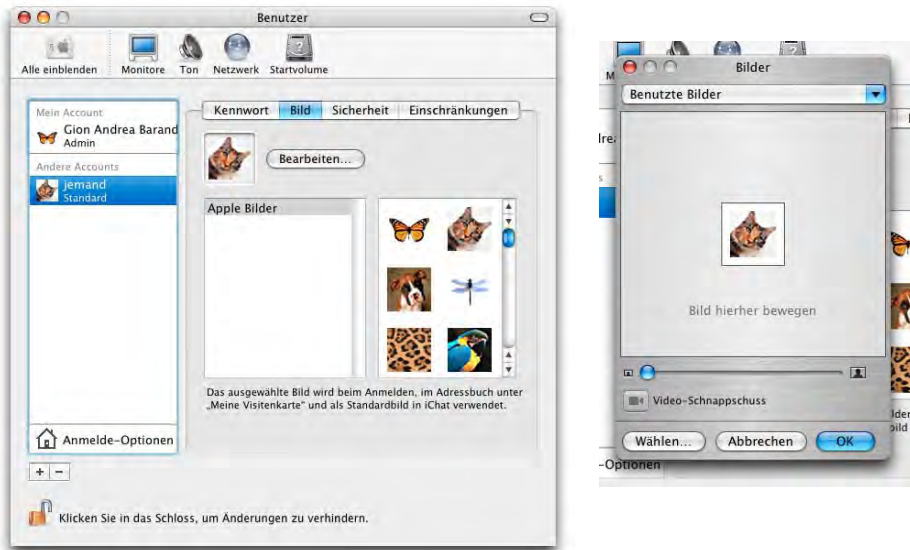 Benutzer
Alle einblenden Monitore Ton Netzwerk Startvolume
Mein Account
Gion Andrea Barand
Admin
Andere Accounts
jemand
Standard
Anmelde-Optionen
Kennwort Bild Sicherheit Einschränkungen
Bearbeiten...
Apple Bilder
Das ausgewählte Bild wird beim Anmelden, im Adressbuch unter
„Meine Visitenkarte“ und als Standardbild in iChat verwendet.
+ −
Klicken Sie in das Schloss, um Änderungen zu verhindern.
Bilder
Benutzte Bilder
Bild hierher bewegen
Video-Schnappschuss
Wählen... Abbrechen OK
-Optionen